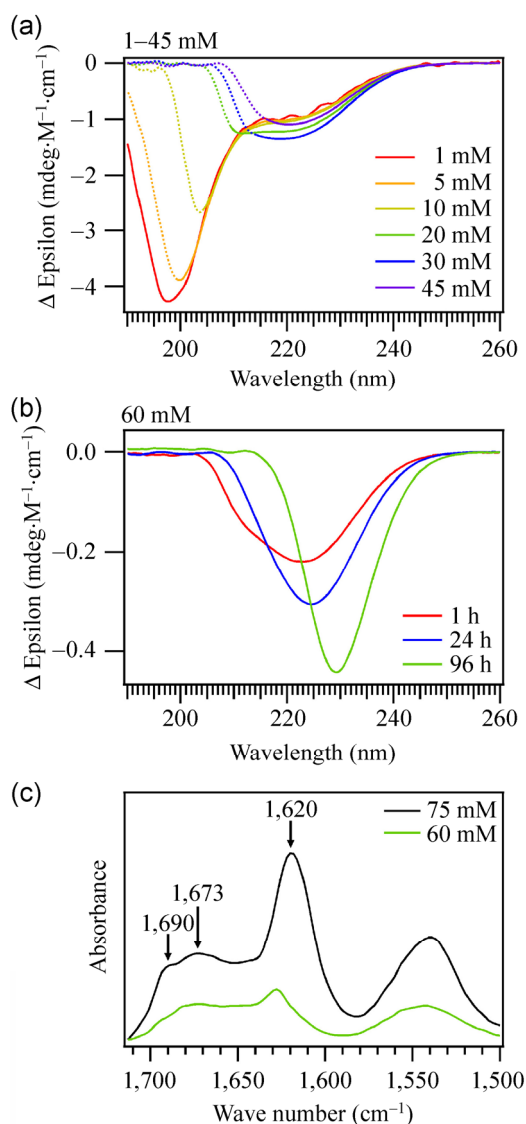 (a)
1–45 mM
0
–1
–2
–3
–4
Δ Epsilon (mdeg·M⁻¹·cm⁻¹)
1 mM
5 mM
10 mM
20 mM
30 mM
45 mM
200 220 240 260
Wavelength (nm)
(b)
60 mM
0.0
–0.2
–0.4
Δ Epsilon (mdeg·M⁻¹·cm⁻¹)
1 h
24 h
96 h
200 220 240 260
Wavelength (nm)
(c)
1,620
75 mM
60 mM
1,673
1,690
Absorbance
1,700 1,650 1,600 1,540 1,500
Wave number (cm⁻¹)